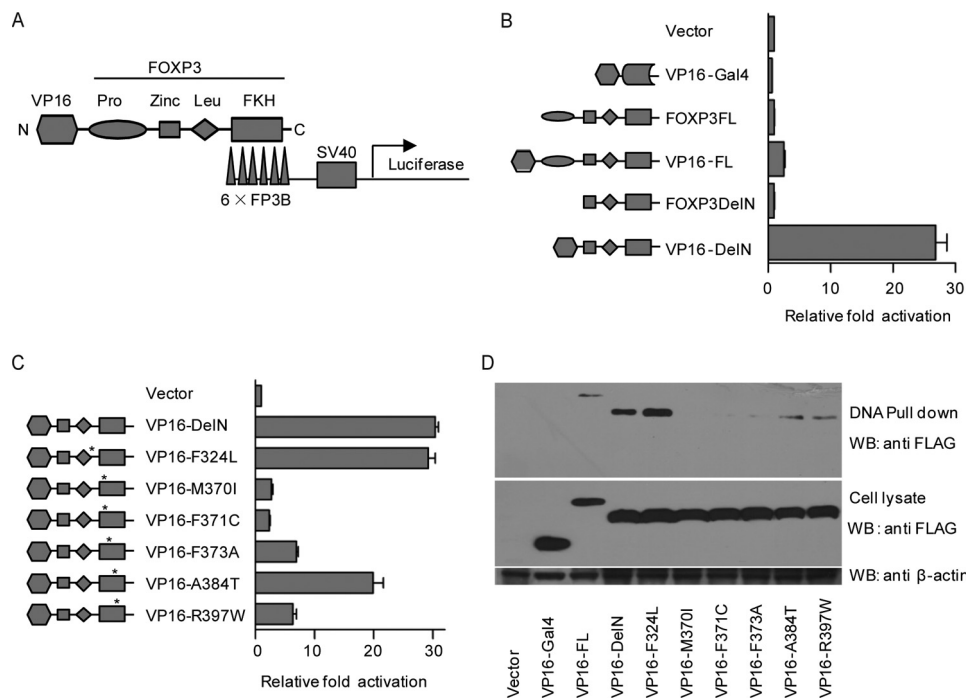 A
FOXP3
VP16 Pro Zinc Leu FKH
N C
SV40
Luciferase
6 × FP3B
B
Vector
VP16-Gal4
FOXP3FL
VP16-FL
FOXP3DelN
VP16-DelN
0 10 20 30
Relative fold activation
C
Vector
VP16-DelN
VP16-F324L
*
VP16-M370I
*
VP16-F371C
*
VP16-F373A
*
VP16-A384T
*
VP16-R397W
*
0 10 20 30
Relative fold activation
D
DNA Pull down
WB: anti FLAG
Cell lysate
WB: anti FLAG
WB: anti β-actin
Vector
VP16-Gal4
VP16-FL
VP16-DelN
VP16-F324L
VP16-M370I
VP16-F371C
VP16-F373A
VP16-A384T
VP16-R397W